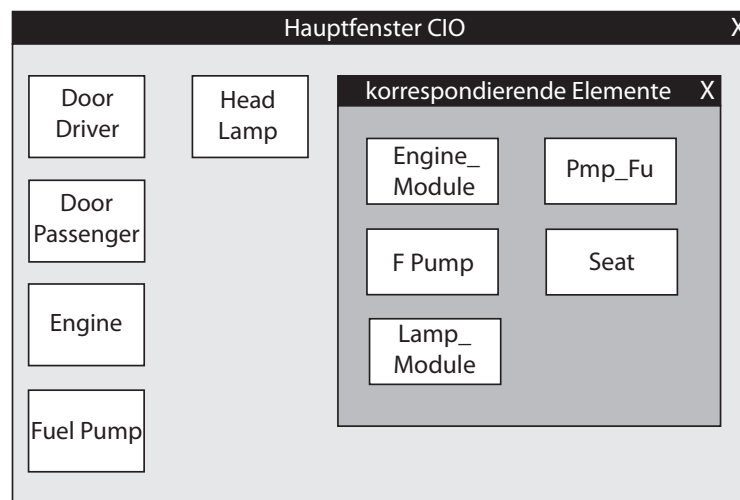 Hauptfenster CIO
X
Door
Driver
Head
Lamp
Door
Passenger
Engine
Fuel Pump
korrespondierende Elemente
X
Engine_
Module
Pmp_Fu
F Pump
Seat
Lamp_
Module